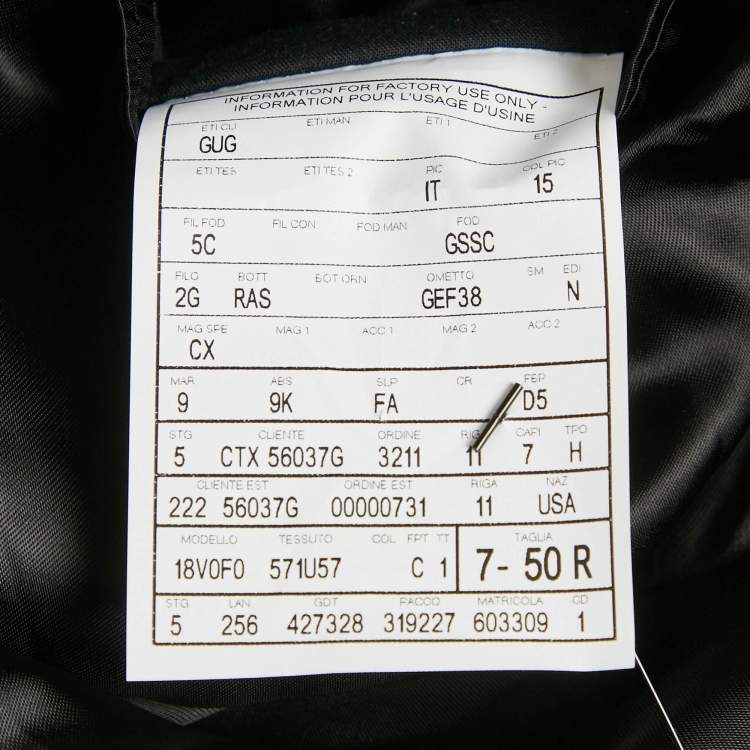 INFORMATION FOR FACTORY USE ONLY -
INFORMATION POUR L'USAGE D'USINE
ETI CLI ETI MAN ETI 1 ETI 2
GUG
ETI TES ETI TES 2 PIC COL PIC
IT 15
FIL FOD FIL CON FOD MAN FOD
5C GSSC
FILO BOTT BOT ORN OMETTO SM EDI
2G RAS GEF38 N
MAG SPE MAG 1 ACC 1 MAG 2 ACC 2
CX
MAR ABS SLP CR FSP
9 9K FA D5
STG CLIENTE ORDINE RIGA CAPI TPO
5 CTX 56037G 3211 11 7 H
CLIENTE EST ORDINE EST RIGA NAZ
222 56037G 00000731 11 USA
MODELLO TESSUTO COL FPT TT TAGLIA
18V0F0 571U57 C 1 7- 50 R
STG LAN GDT PACCO MATRICOLA CD
5 256 427328 319227 603309 1